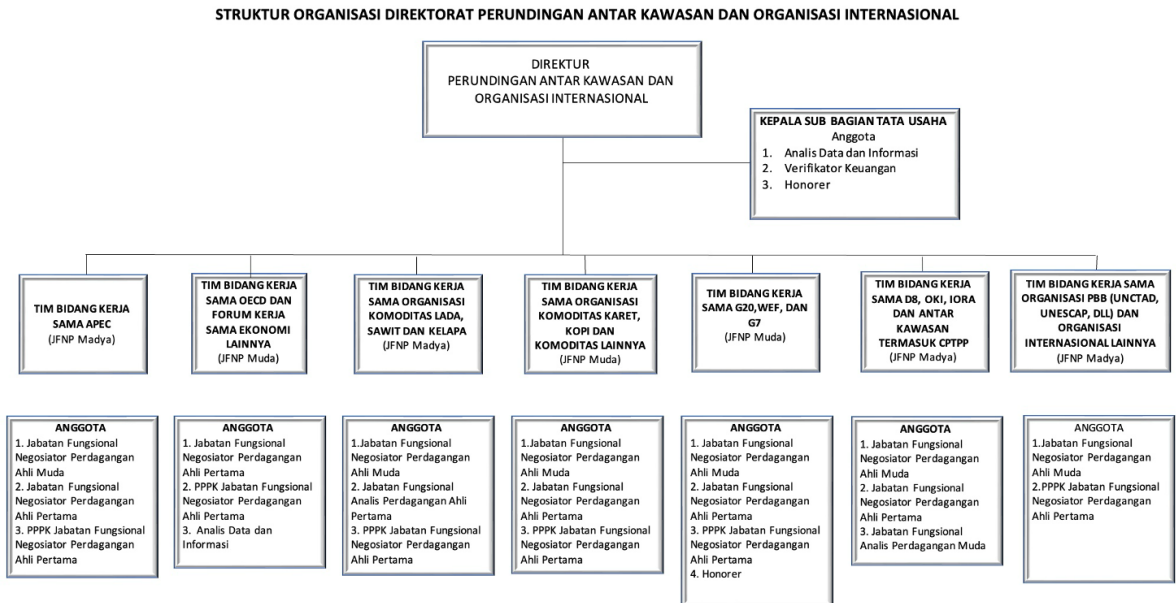 STRUKTUR ORGANISASI DIREKTORAT PERUNDINGAN ANTAR KAWASAN DAN ORGANISASI INTERNASIONAL
DIREKTUR
PERUNDINGAN ANTAR KAWASAN DAN
ORGANISASI INTERNASIONAL
KEPALA SUB BAGIAN TATA USAHA
Anggota
1. Analis Data dan Informasi
2. Verifikator Keuangan
3. Honorer
TIM BIDANG KERJA
SAMA APEC
(JFNP Madya)
TIM BIDANG KERJA
SAMA OECD DAN
FORUM KERJA
SAMA EKONOMI
LAINNYA
(JFNP Muda)
TIM BIDANG KERJA
SAMA ORGANISASI
KOMODITAS LADA,
SAWIT DAN KELAPA
(JFNP Madya)
TIM BIDANG KERJA
SAMA ORGANISASI
KOMODITAS KARET,
KOPI DAN
KOMODITAS LAINNYA
(JFNP Muda)
TIM BIDANG KERJA
SAMA G20,WEF, DAN
G7
(JFNP Muda)
TIM BIDANG KERJA
SAMA D8, OKI, IORA
DAN ANTAR
KAWASAN
TERMASUK CPTPP
(JFNP Madya)
TIM BIDANG KERJA SAMA
ORGANISASI PBB (UNCTAD,
UNESCAP, DLL) DAN
ORGANISASI
INTERNASIONAL LAINNYA
(JFNP Madya)
ANGGOTA
1. Jabatan Fungsional
Negosiator Perdagangan
Ahli Muda
2. Jabatan Fungsional
Negosiator Perdagangan
Ahli Pertama
3. PPPK Jabatan Fungsional
Negosiator Perdagangan
Ahli Pertama
ANGGOTA
1. Jabatan Fungsional
Negosiator Perdagangan
Ahli Pertama
2. PPPK Jabatan Fungsional
Negosiator Perdagangan
Ahli Pertama
3. Analis Data dan
Informasi
ANGGOTA
1.Jabatan Fungsional
Negosiator Perdagangan
Ahli Muda
2. Jabatan Fungsional
Analis Perdagangan Ahli
Pertama
3. PPPK Jabatan Fungsional
Negosiator Perdagangan
Ahli Pertama
ANGGOTA
1.Jabatan Fungsional
Negosiator Perdagangan
Ahli Muda
2. Jabatan Fungsional
Negosiator Perdagangan
Ahli Pertama
3. PPPK Jabatan Fungsional
Negosiator Perdagangan
Ahli Pertama
ANGGOTA
1. Jabatan Fungsional
Negosiator Perdagangan
Ahli Muda
2. Jabatan Fungsional
Negosiator Perdagangan
Ahli Pertama
3. PPPK Jabatan Fungsional
Negosiator Perdagangan
Ahli Pertama
4. Honorer
ANGGOTA
1. Jabatan Fungsional
Negosiator Perdagangan
Ahli Muda
2. Jabatan Fungsional
Negosiator Perdagangan
Ahli Pertama
3. Jabatan Fungsional
Analis Perdagangan Muda
ANGGOTA
1.Jabatan Fungsional
Negosiator Perdagangan
Ahli Muda
2.PPPK Jabatan Fungsional
Negosiator Perdagangan
Ahli Pertama